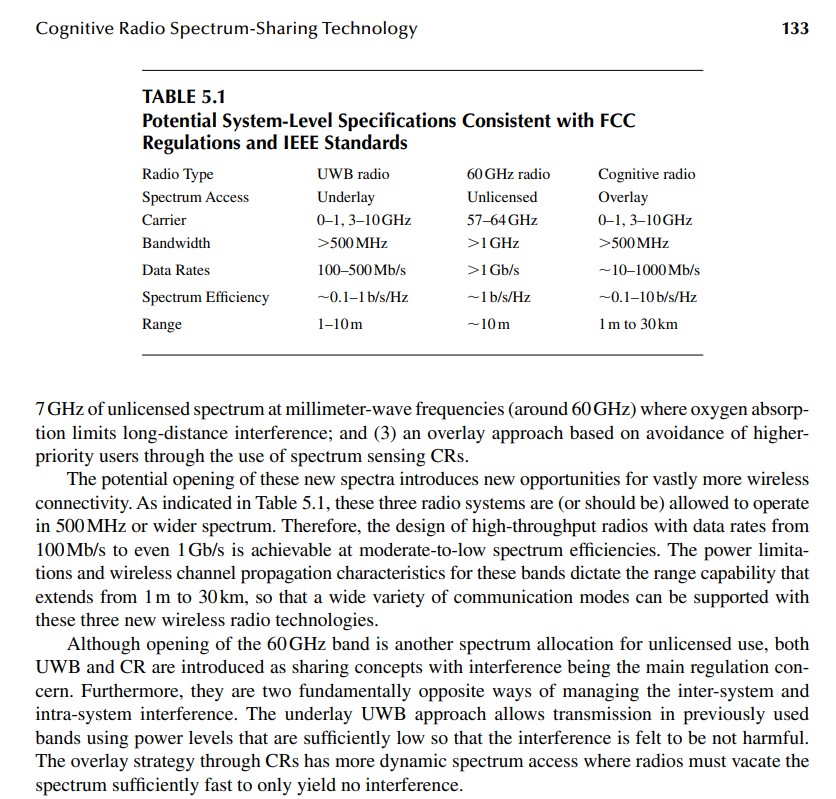 Cognitive Radio Spectrum-Sharing Technology 133
TABLE 5.1
Potential System-Level Specifications Consistent with FCC
Regulations and IEEE Standards
Radio Type UWB radio 60 GHz radio Cognitive radio
Spectrum Access Underlay Unlicensed Overlay
Carrier 0–1, 3–10 GHz 57–64 GHz 0–1, 3–10 GHz
Bandwidth >500 MHz >1 GHz >500 MHz
Data Rates 100–500 Mb/s >1 Gb/s ~10–1000 Mb/s
Spectrum Efficiency ~0.1–1 b/s/Hz ~1 b/s/Hz ~0.1–10 b/s/Hz
Range 1–10 m ~10 m 1 m to 30 km
7 GHz of unlicensed spectrum at millimeter-wave frequencies (around 60 GHz) where oxygen absorp-
tion limits long-distance interference; and (3) an overlay approach based on avoidance of higher-
priority users through the use of spectrum sensing CRs.
The potential opening of these new spectra introduces new opportunities for vastly more wireless
connectivity. As indicated in Table 5.1, these three radio systems are (or should be) allowed to operate
in 500 MHz or wider spectrum. Therefore, the design of high-throughput radios with data rates from
100 Mb/s to even 1 Gb/s is achievable at moderate-to-low spectrum efficiencies. The power limita-
tions and wireless channel propagation characteristics for these bands dictate the range capability that
extends from 1 m to 30 km, so that a wide variety of communication modes can be supported with
these three new wireless radio technologies.
Although opening of the 60 GHz band is another spectrum allocation for unlicensed use, both
UWB and CR are introduced as sharing concepts with interference being the main regulation con-
cern. Furthermore, they are two fundamentally opposite ways of managing the inter-system and
intra-system interference. The underlay UWB approach allows transmission in previously used
bands using power levels that are sufficiently low so that the interference is felt to be not harmful.
The overlay strategy through CRs has more dynamic spectrum access where radios must vacate the
spectrum sufficiently fast to only yield no interference.